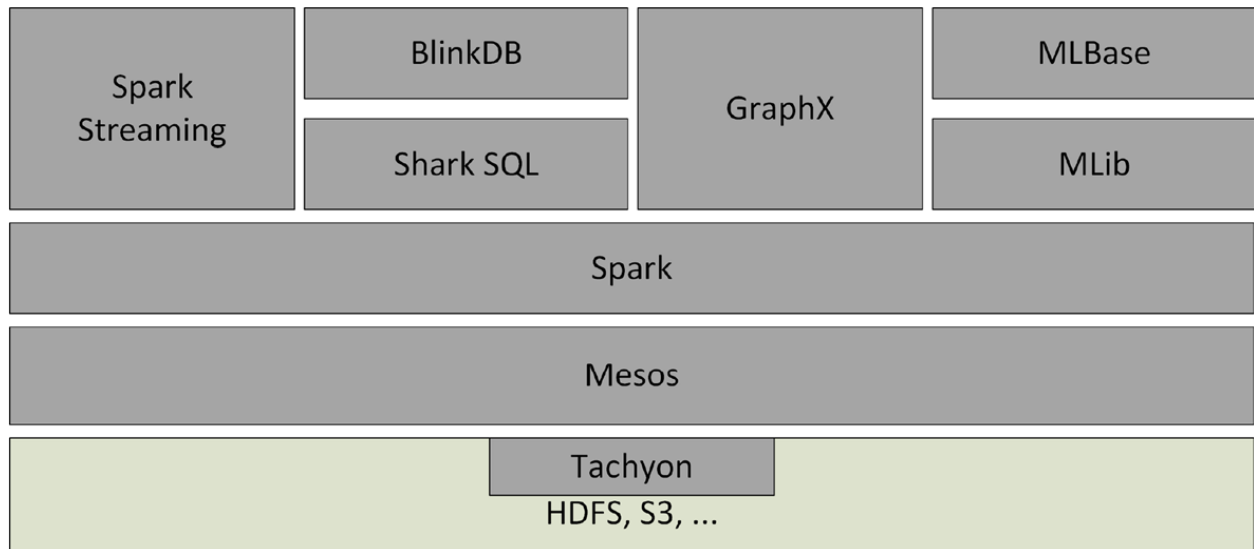 Spark
Streaming
BlinkDB
Shark SQL
GraphX
MLBase
MLib
Spark
Mesos
Tachyon
HDFS, S3, ...